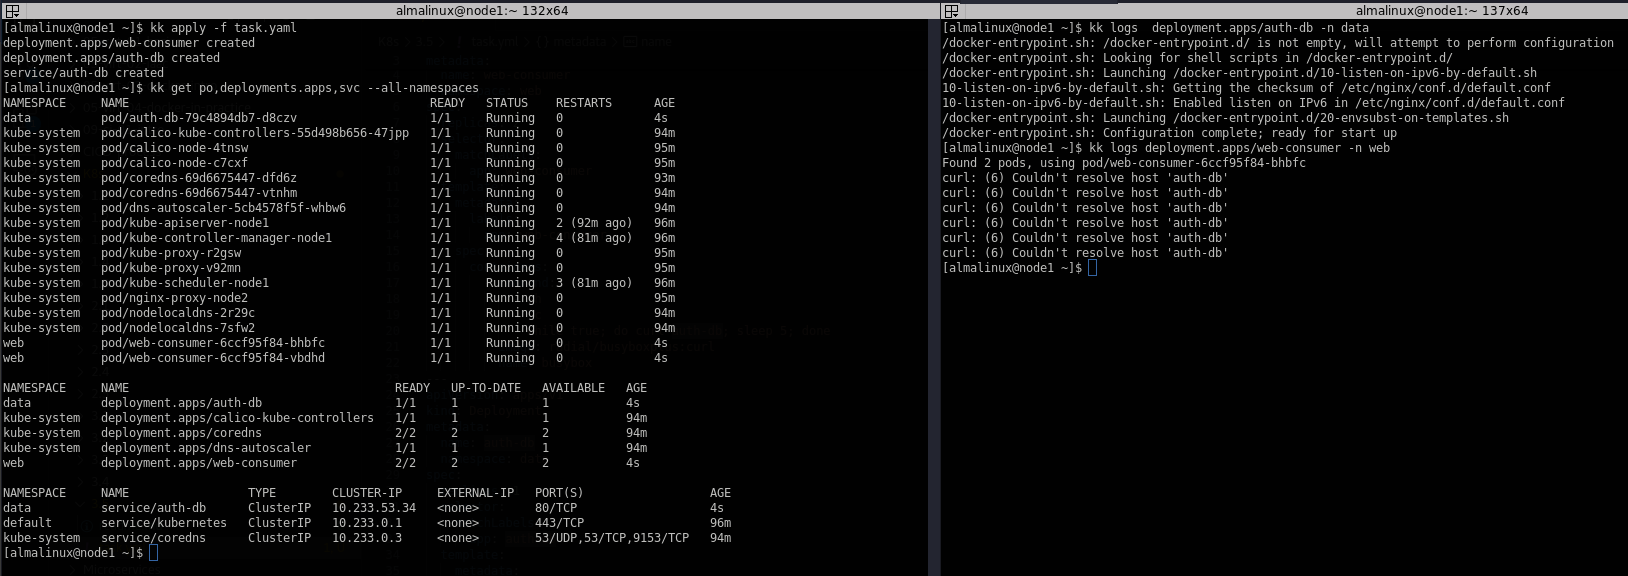 almalinux@node1:~ 132x64
[almalinux@node1 ~]$ kk apply -f task.yaml
deployment.apps/web-consumer created
deployment.apps/auth-db created
service/auth-db created
[almalinux@node1 ~]$ kk get po,deployments.apps,svc --all-namespaces
NAMESPACE NAME READY STATUS RESTARTS AGE
data pod/auth-db-79c4894db7-d8czv 1/1 Running 0 4s
kube-system pod/calico-kube-controllers-55d498b656-47jpp 1/1 Running 0 94m
kube-system pod/calico-node-4tnsw 1/1 Running 0 95m
kube-system pod/calico-node-c7cxf 1/1 Running 0 95m
kube-system pod/coredns-69d6675447-dfd6z 1/1 Running 0 93m
kube-system pod/coredns-69d6675447-vtnhm 1/1 Running 0 94m
kube-system pod/dns-autoscaler-5cb4578f5f-whbw6 1/1 Running 0 94m
kube-system pod/kube-apiserver-node1 1/1 Running 2 (92m ago) 96m
kube-system pod/kube-controller-manager-node1 1/1 Running 4 (81m ago) 96m
kube-system pod/kube-proxy-r2gsw 1/1 Running 0 95m
kube-system pod/kube-proxy-v92mn 1/1 Running 0 95m
kube-system pod/kube-scheduler-node1 1/1 Running 3 (81m ago) 96m
kube-system pod/nginx-proxy-node2 1/1 Running 0 95m
kube-system pod/nodelocaldns-2r29c 1/1 Running 0 94m
kube-system pod/nodelocaldns-7sfw2 1/1 Running 0 94m
web pod/web-consumer-6ccf95f84-bhbfc 1/1 Running 0 4s
web pod/web-consumer-6ccf95f84-vbdhd 1/1 Running 0 4s
NAMESPACE NAME READY UP-TO-DATE AVAILABLE AGE
data deployment.apps/auth-db 1/1 1 1 4s
kube-system deployment.apps/calico-kube-controllers 1/1 1 1 94m
kube-system deployment.apps/coredns 2/2 2 2 94m
kube-system deployment.apps/dns-autoscaler 1/1 1 1 94m
web deployment.apps/web-consumer 2/2 2 2 4s
NAMESPACE NAME TYPE CLUSTER-IP EXTERNAL-IP PORT(S) AGE
data service/auth-db ClusterIP 10.233.53.34 <none> 80/TCP 4s
default service/kubernetes ClusterIP 10.233.0.1 <none> 443/TCP 96m
kube-system service/coredns ClusterIP 10.233.0.3 <none> 53/UDP,53/TCP,9153/TCP 94m
[almalinux@node1 ~]$
almalinux@node1:~ 137x64
[almalinux@node1 ~]$ kk logs  deployment.apps/auth-db -n data
/docker-entrypoint.sh: /docker-entrypoint.d/ is not empty, will attempt to perform configuration
/docker-entrypoint.sh: Looking for shell scripts in /docker-entrypoint.d/
/docker-entrypoint.sh: Launching /docker-entrypoint.d/10-listen-on-ipv6-by-default.sh
10-listen-on-ipv6-by-default.sh: Getting the checksum of /etc/nginx/conf.d/default.conf
10-listen-on-ipv6-by-default.sh: Enabled listen on IPv6 in /etc/nginx/conf.d/default.conf
/docker-entrypoint.sh: Launching /docker-entrypoint.d/20-envsubst-on-templates.sh
/docker-entrypoint.sh: Configuration complete; ready for start up
[almalinux@node1 ~]$ kk logs deployment.apps/web-consumer -n web
Found 2 pods, using pod/web-consumer-6ccf95f84-bhbfc
curl: (6) Couldn't resolve host 'auth-db'
curl: (6) Couldn't resolve host 'auth-db'
curl: (6) Couldn't resolve host 'auth-db'
curl: (6) Couldn't resolve host 'auth-db'
curl: (6) Couldn't resolve host 'auth-db'
curl: (6) Couldn't resolve host 'auth-db'
[almalinux@node1 ~]$